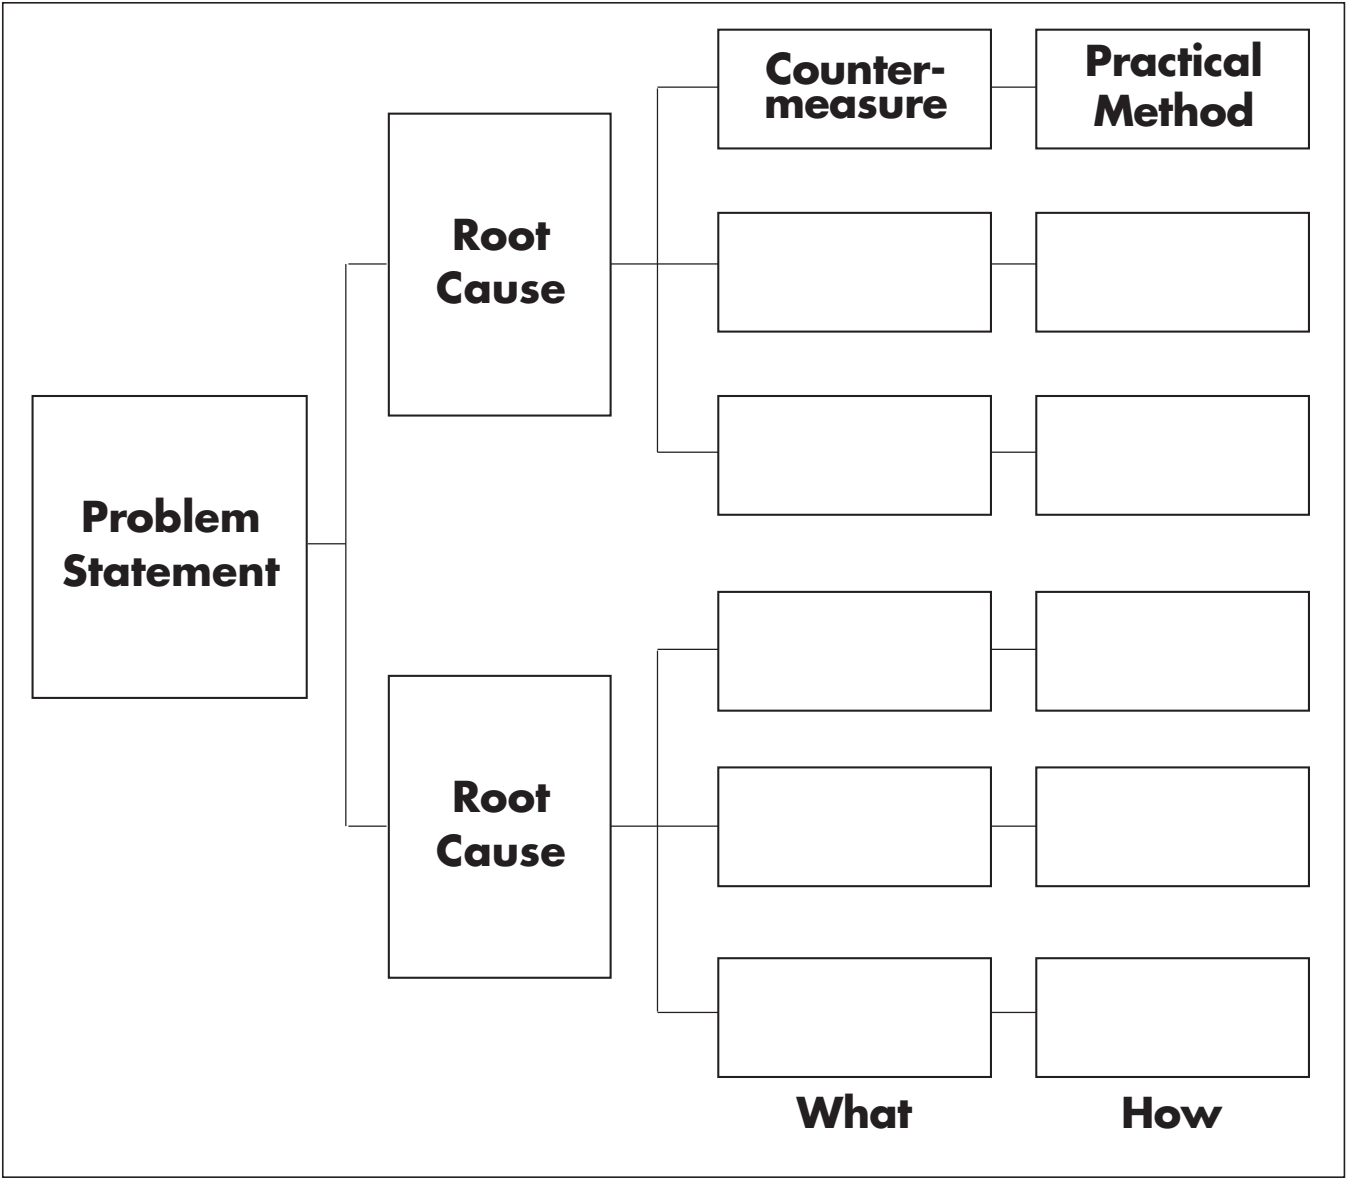 Counter-
measure
Practical
Method
Root
Cause
Problem
Statement
Root
Cause
What
How